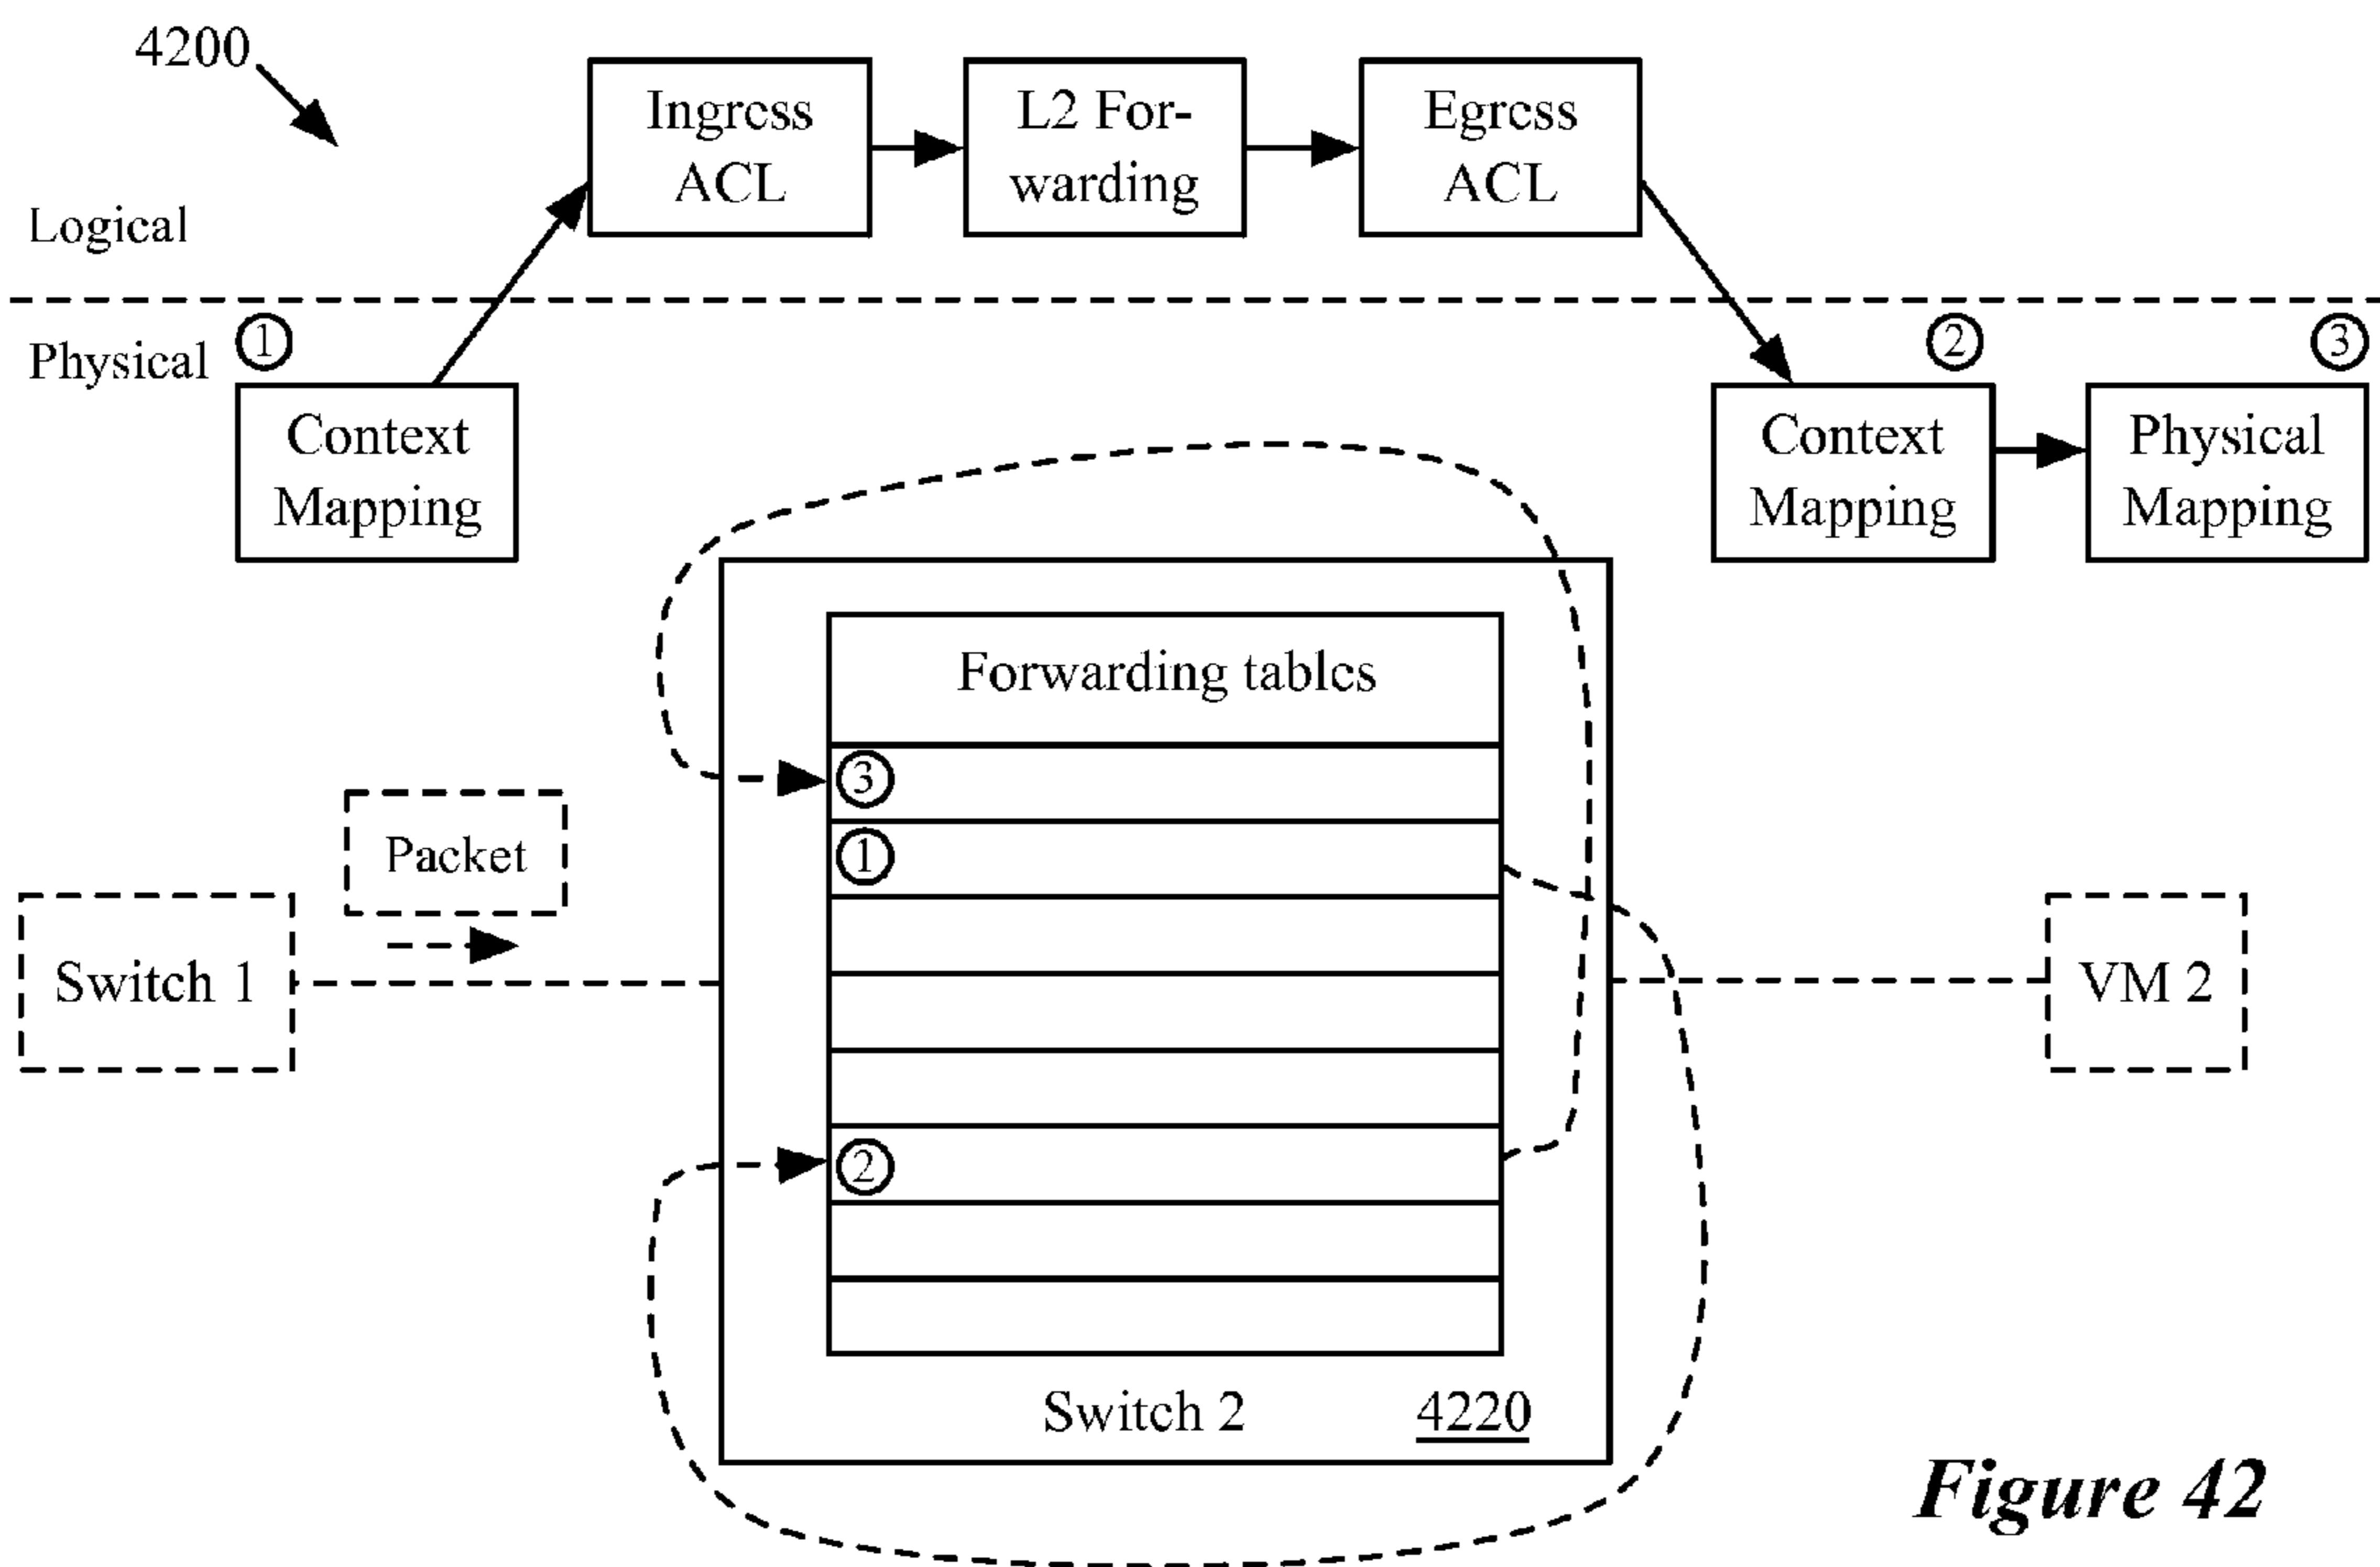 4200
Ingress
ACL
L2 For-
warding
Egress
ACL
Logical
Physical
①
②
③
Context
Mapping
Context
Mapping
Physical
Mapping
Forwarding tables
③
①
②
Packet
Switch 1
VM 2
Switch 2 4220
Figure 42